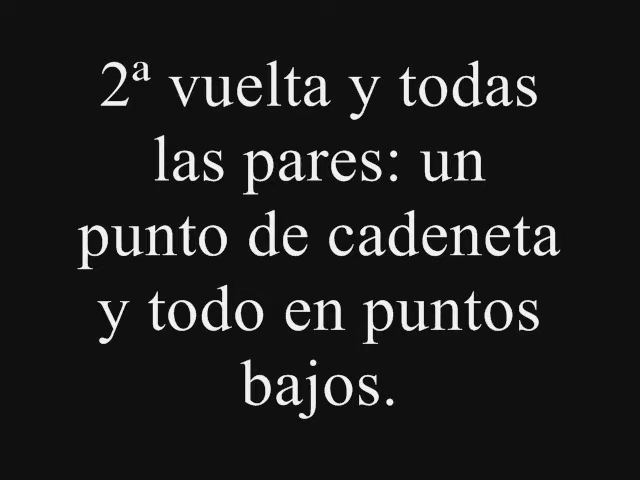 2ª vuelta y todas
las pares: un
punto de cadeneta
y todo en puntos
bajos.